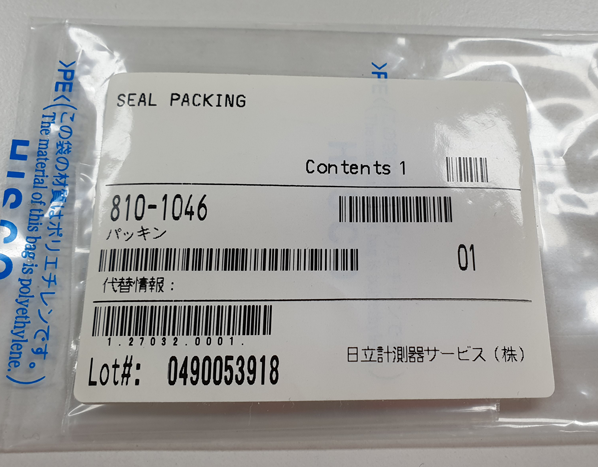 SEAL PACKING
Contents 1
810-1046
パッキン
01
代替情報：
1.27032.0001.
Lot#: 0490053918
日立計測器サービス（株）
>PE<
(この袋の材質はポリエチレンです。)
(The material of this bag is polyethylene.)
>PE<